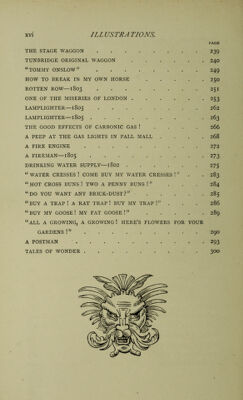 xvi ILLUSTRATIONS.
PAGE
THE STAGE WAGGON . . . . . . . . 239
TUNBRIDGE ORIGINAL WAGGON . . . . . . 240
"TOMMY ONSLOW" . . . . . . . . 249
HOW TO BREAK IN MY OWN HORSE . . . . . 250
ROTTEN ROW—1803 . . . . . . . . 251
ONE OF THE MISERIES OF LONDON . . . . . . 253
LAMPLIGHTER—1805 . . . . . . . . 262
LAMPLIGHTER—1805 . . . . . . . . 263
THE GOOD EFFECTS OF CARBONIC GAS! . . . . . 266
A PEEP AT THE GAS LIGHTS IN PALL MALL . . . . 268
A FIRE ENGINE . . . . . . . . 272
A FIREMAN—1805 . . . . . . . . 273
DRINKING WATER SUPPLY—1802 . . . . . . 275
"WATER CRESSES! COME BUY MY WATER CRESSES!" . . 283
"HOT CROSS BUNS! TWO A PENNY BUNS!" . . . . 284
"DO YOU WANT ANY BRICK-DUST?" . . . . . 285
"BUY A TRAP! A RAT TRAP! BUY MY TRAP!" . . . 286
"BUY MY GOOSE! MY FAT GOOSE!" . . . . . 289
"ALL A GROWING, A GROWING! HERE'S FLOWERS FOR YOUR
GARDENS!" . . . . . . . . 290
A POSTMAN . . . . . . . . 293
TALES OF WONDER . . . . . . . . 300